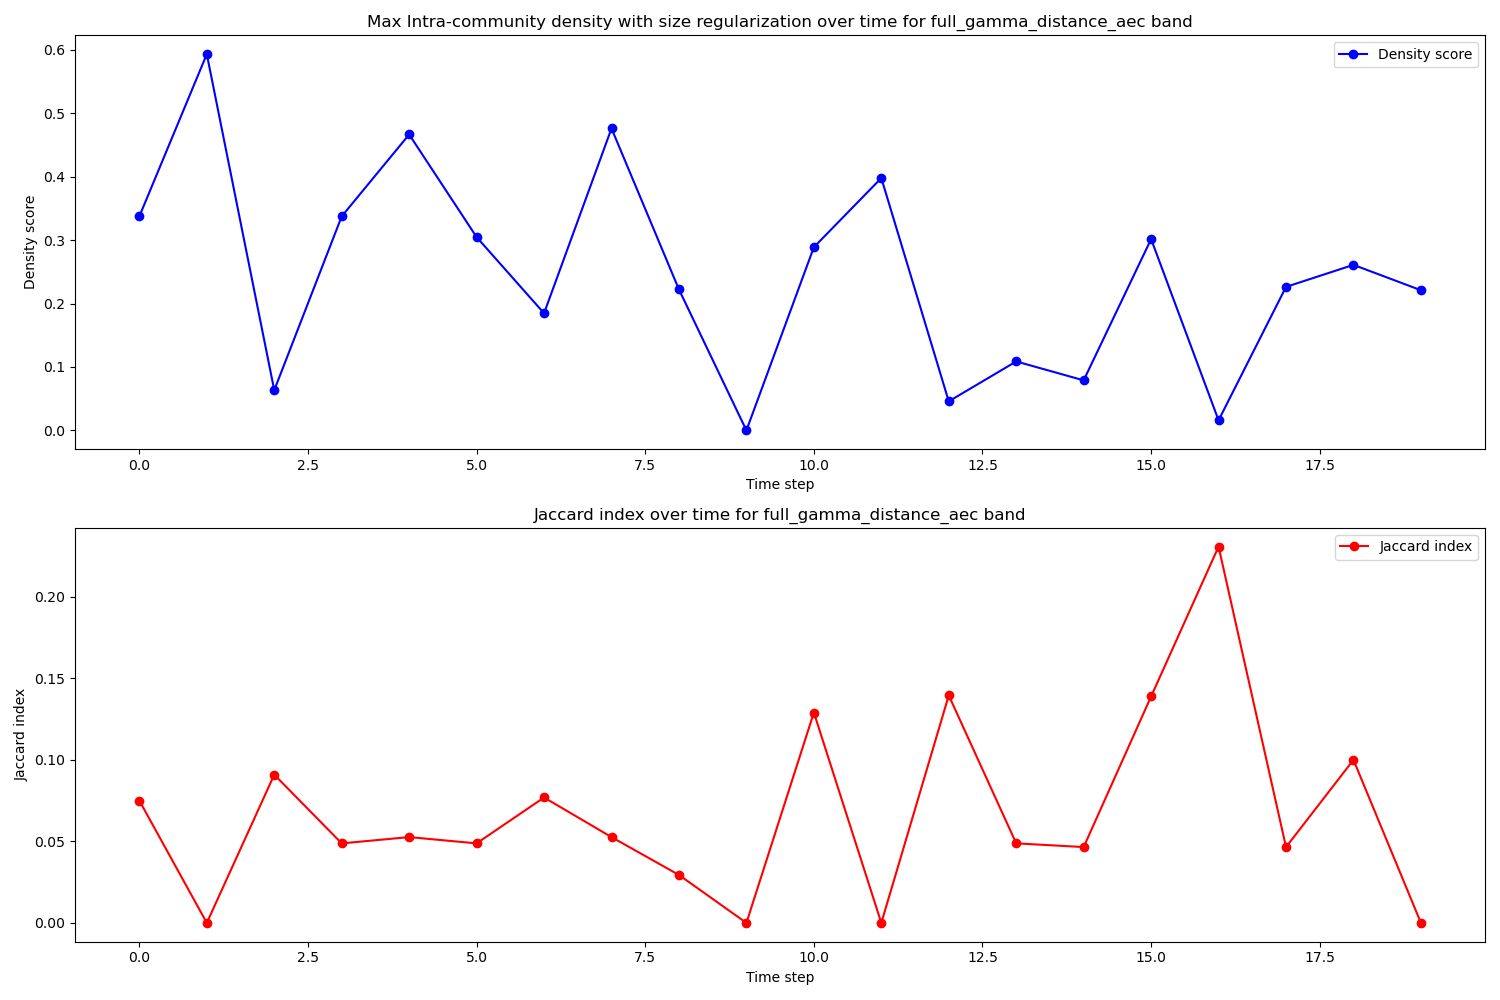 Max Intra-community density with size regularization over time for full_gamma_distance_aec band
Density score
0.6
0.5
0.4
0.3
0.2
0.1
0.0
Density score
0.0 2.5 5.0 7.5 10.0 12.5 15.0 17.5
Time step
Jaccard index over time for full_gamma_distance_aec band
Jaccard index
0.20
0.15
0.10
0.05
0.00
Jaccard index
0.0 2.5 5.0 7.5 10.0 12.5 15.0 17.5
Time step